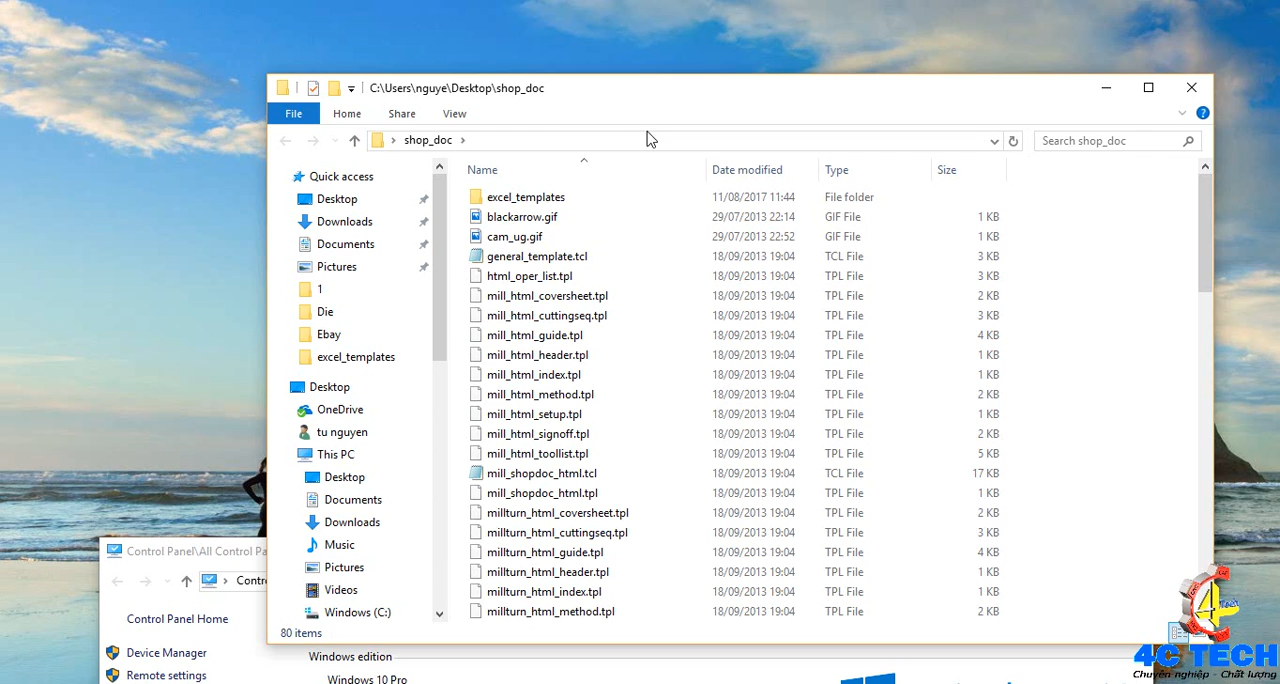 C:\Users\nguye\Desktop\shop_doc
File Home Share View
shop_doc
Search shop_doc
Name Date modified Type Size
Quick access
Desktop
Downloads
Documents
Pictures
1
Die
Ebay
excel_templates
Desktop
OneDrive
tu nguyen
This PC
Desktop
Documents
Downloads
Music
Pictures
Videos
Windows (C:)
excel_templates 11/08/2017 11:44 File folder
blackarrow.gif 29/07/2013 22:14 GIF File 1 KB
cam_ug.gif 29/07/2013 22:52 GIF File 1 KB
general_template.tcl 18/09/2013 19:04 TCL File 3 KB
html_oper_list.tpl 18/09/2013 19:04 TPL File 3 KB
mill_html_coversheet.tpl 18/09/2013 19:04 TPL File 2 KB
mill_html_cuttingseq.tpl 18/09/2013 19:04 TPL File 3 KB
mill_html_guide.tpl 18/09/2013 19:04 TPL File 4 KB
mill_html_header.tpl 18/09/2013 19:04 TPL File 1 KB
mill_html_index.tpl 18/09/2013 19:04 TPL File 1 KB
mill_html_method.tpl 18/09/2013 19:04 TPL File 2 KB
mill_html_setup.tpl 18/09/2013 19:04 TPL File 1 KB
mill_html_signoff.tpl 18/09/2013 19:04 TPL File 2 KB
mill_html_toollist.tpl 18/09/2013 19:04 TPL File 5 KB
mill_shopdoc_html.tcl 18/09/2013 19:04 TCL File 17 KB
mill_shopdoc_html.tpl 18/09/2013 19:04 TPL File 1 KB
millturn_html_coversheet.tpl 18/09/2013 19:04 TPL File 2 KB
millturn_html_cuttingseq.tpl 18/09/2013 19:04 TPL File 3 KB
millturn_html_guide.tpl 18/09/2013 19:04 TPL File 4 KB
millturn_html_header.tpl 18/09/2013 19:04 TPL File 1 KB
millturn_html_index.tpl 18/09/2013 19:04 TPL File 1 KB
millturn_html_method.tpl 18/09/2013 19:04 TPL File 2 KB
80 items
Control Panel\All Control Pa
Contro
Control Panel Home
Device Manager
Remote settings
Windows edition
Windows 10 Pro
4 Tech
4C TECH
Chuyên nghiệp - Chất lượng